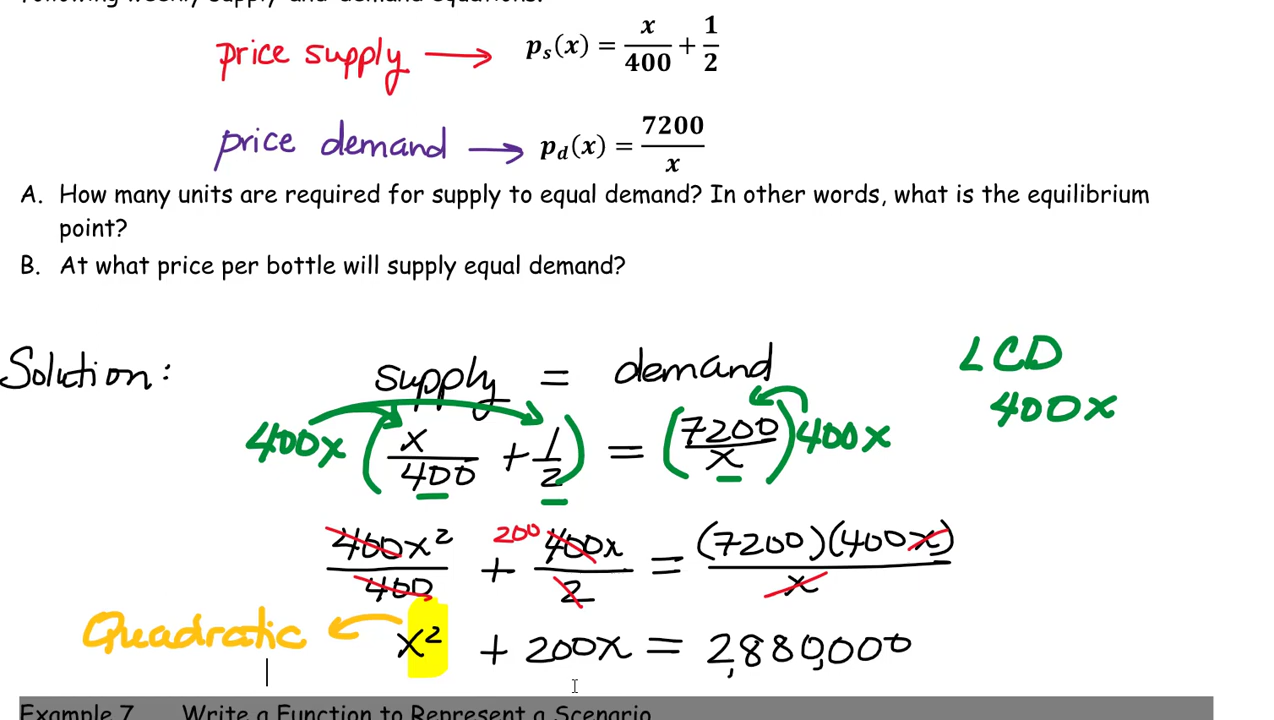 following weekly supply and demand equations.
price supply → pₛ(x) = x/400 + 1/2
price demand → p_d(x) = 7200/x
A. How many units are required for supply to equal demand? In other words, what is the equilibrium
point?
B. At what price per bottle will supply equal demand?
Solution: supply = demand LCD
400x (x/400 + 1/2) = (7200/x) 400x 400x
400x²/400 + 200 400x/2 = (7200)(400x)/x
Quadratic ← x² + 200x = 2,880,000
Example 7 Write a Function to Represent a Scenario